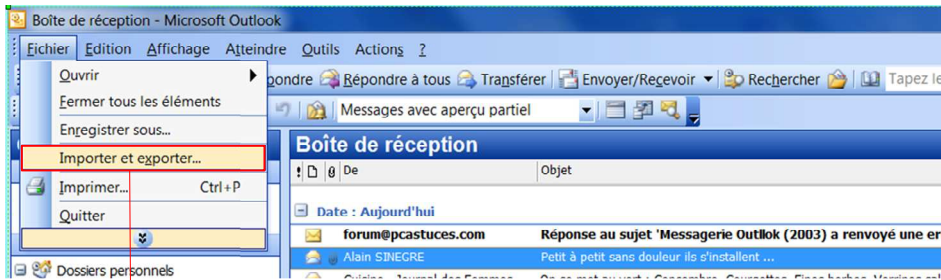 Boîte de réception - Microsoft Outlook
Fichier Edition Affichage Atteindre Outils Actions ?
pondre Répondre à tous Transférer Envoyer/Recevoir Rechercher Tapez le
Messages avec aperçu partiel
Ouvrir
Fermer tous les éléments
Enregistrer sous...
Importer et exporter...
Imprimer... Ctrl+P
Quitter
Boîte de réception
! De Objet
Date : Aujourd'hui
forum@pcastuces.com Réponse au sujet 'Messagerie Outllok (2003) a renvoyé une er
Alain SINEGRE Petit à petit sans douleur ils s'installent ...
Dossiers personnels